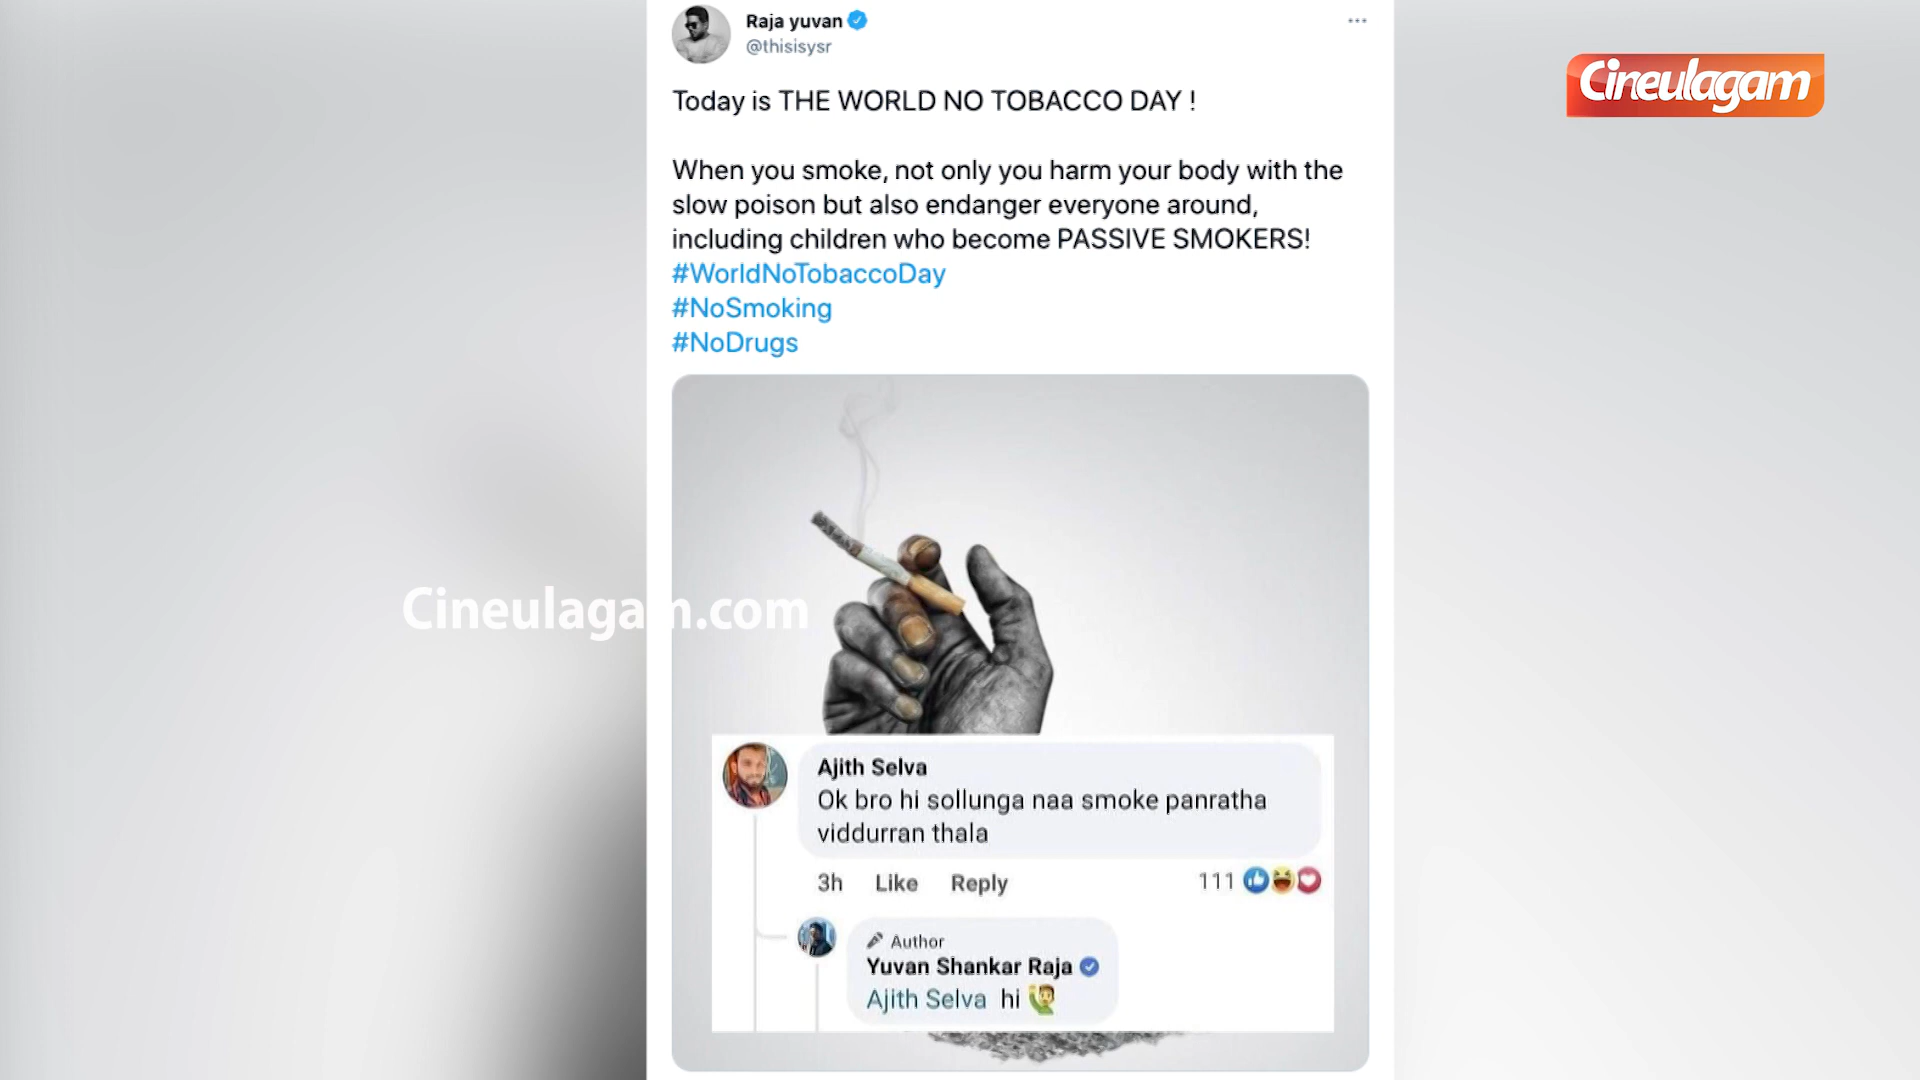 Raja yuvan
@thisisysr
Cineulagam
Today is THE WORLD NO TOBACCO DAY !
When you smoke, not only you harm your body with the
slow poison but also endanger everyone around,
including children who become PASSIVE SMOKERS!
#WorldNoTobaccoDay
#NoSmoking
#NoDrugs
Cineulagam.com
Ajith Selva
Ok bro hi sollunga naa smoke panratha
viddurran thala
3h Like Reply 111
Author
Yuvan Shankar Raja
Ajith Selva hi